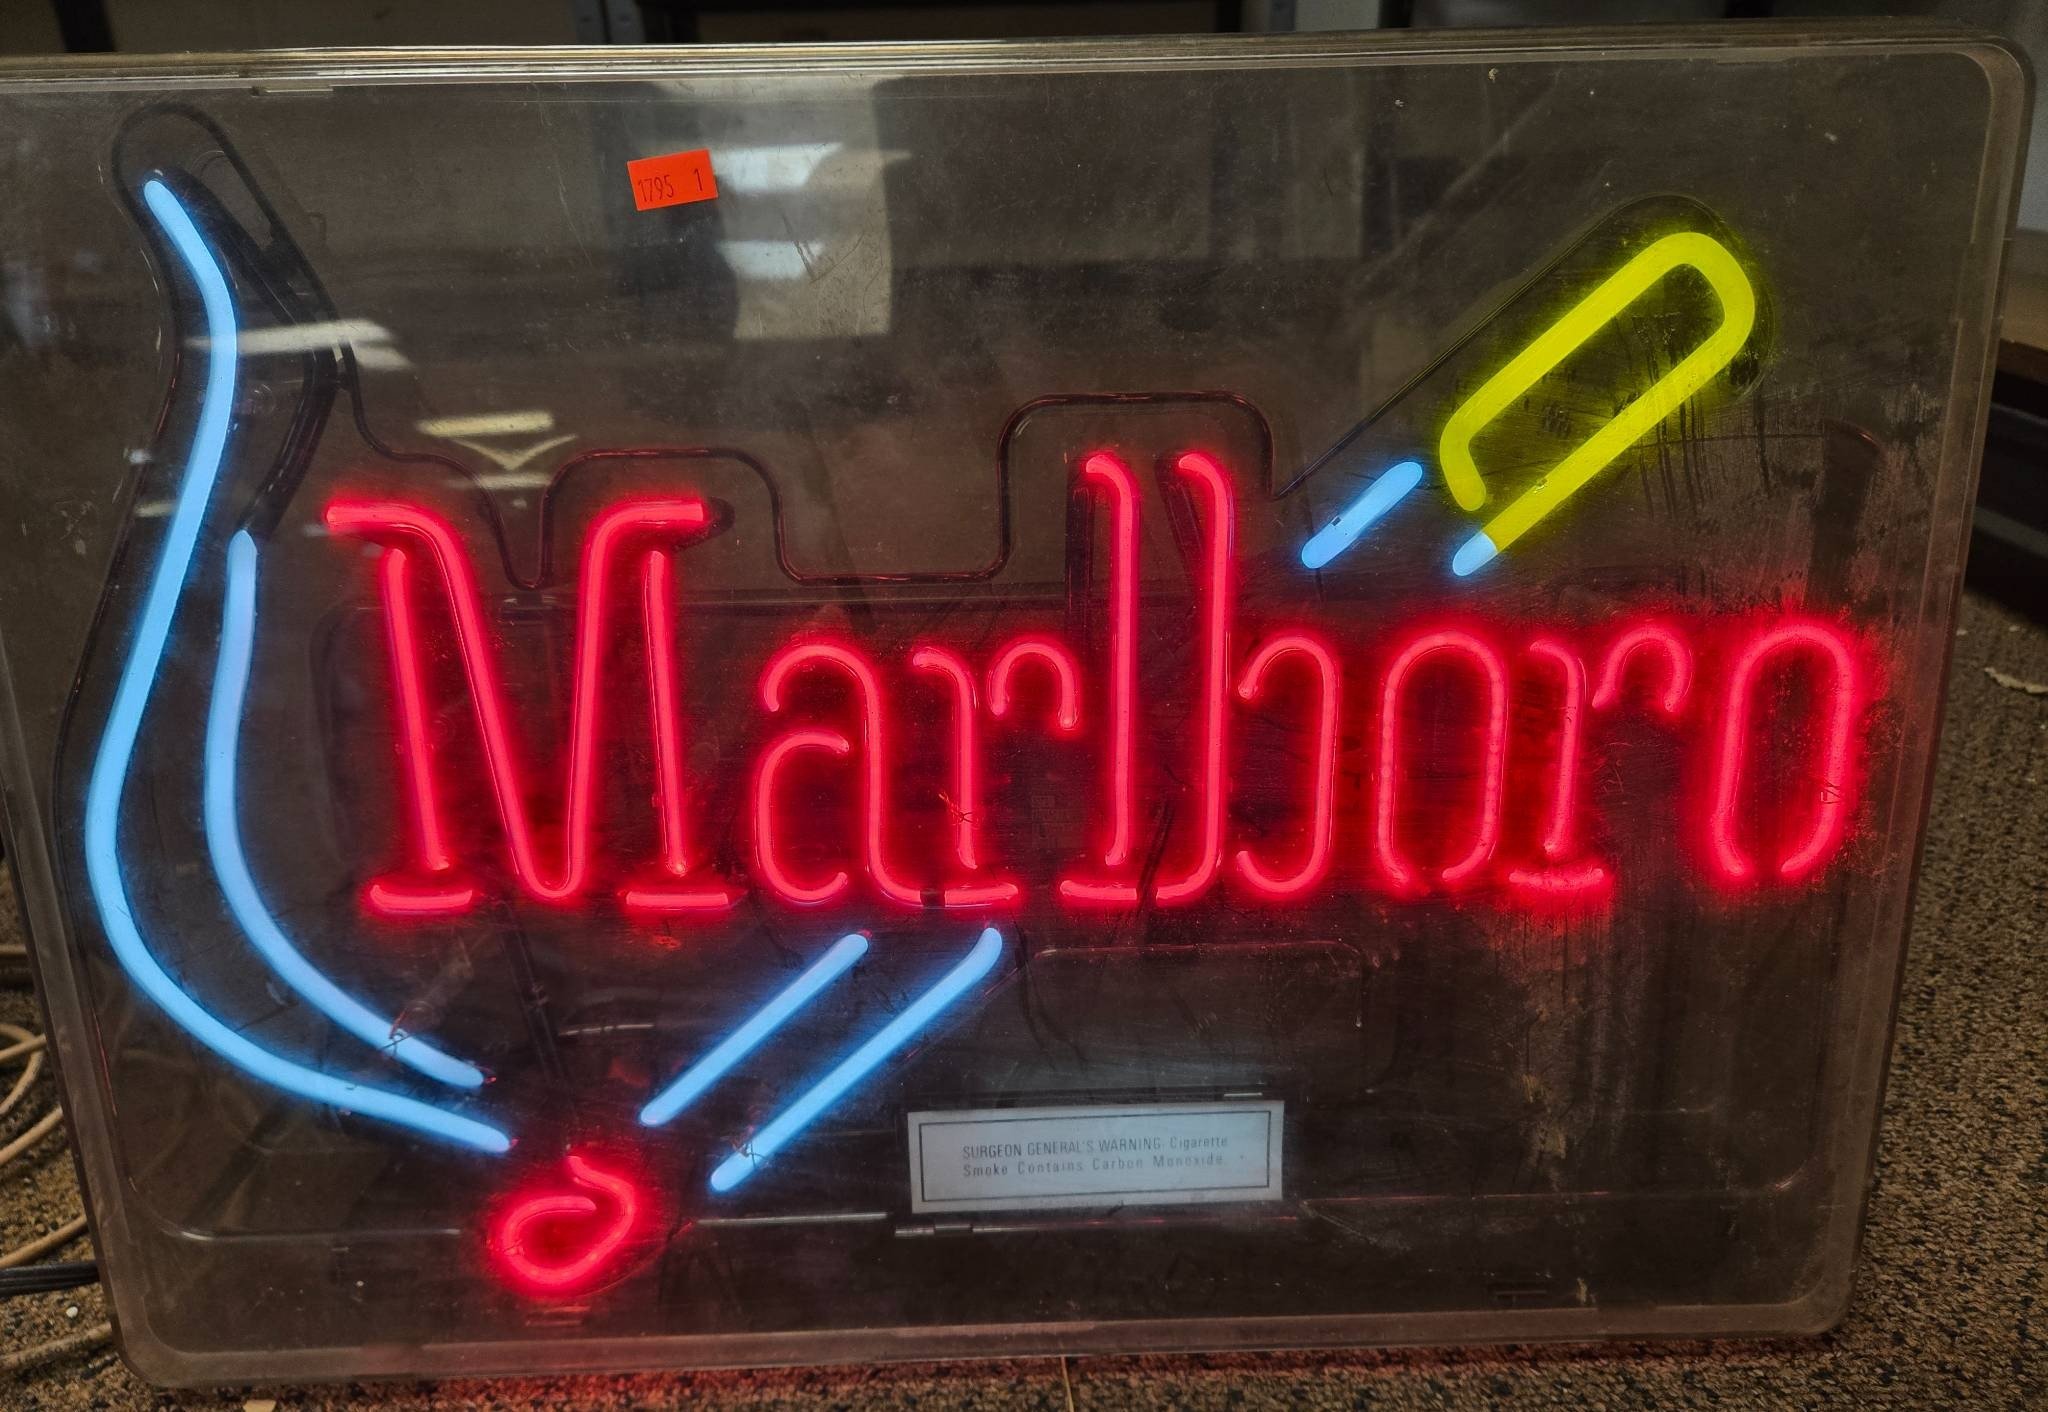 1795 1
Marlboro
SURGEON GENERAL'S WARNING: Cigarette
Smoke Contains Carbon Monoxide.